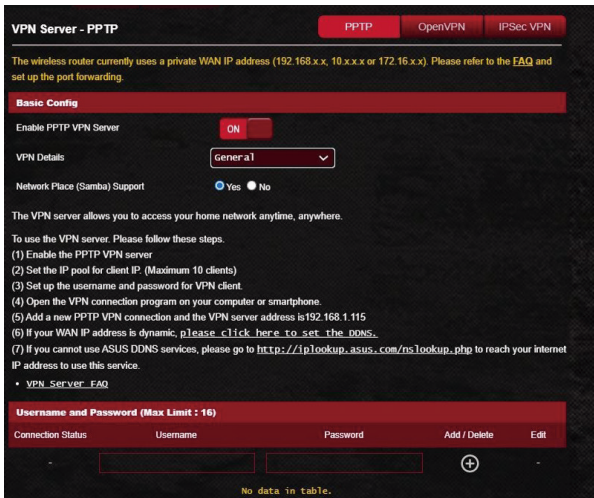 VPN Server - PPTP
PPTP
OpenVPN
IPSec VPN
The wireless router currently uses a private WAN IP address (192.168.x.x, 10.x.x.x or 172.16.x.x). Please refer to the FAQ and
set up the port forwarding.
Basic Config
Enable PPTP VPN Server
ON
VPN Details
General
Network Place (Samba) Support
Yes No
The VPN server allows you to access your home network anytime, anywhere.
To use the VPN server. Please follow these steps.
(1) Enable the PPTP VPN server
(2) Set the IP pool for client IP. (Maximum 10 clients)
(3) Set up the username and password for VPN client.
(4) Open the VPN connection program on your computer or smartphone.
(5) Add a new PPTP VPN connection and the VPN server address is192.168.1.115
(6) If your WAN IP address is dynamic, please click here to set the DDNS.
(7) If you cannot use ASUS DDNS services, please go to http://iplookup.asus.com/nslookup.php to reach your internet
IP address to use this service.
• VPN Server FAQ
Username and Password (Max Limit : 16)
Connection Status Username Password Add / Delete Edit
- -
No data in table.